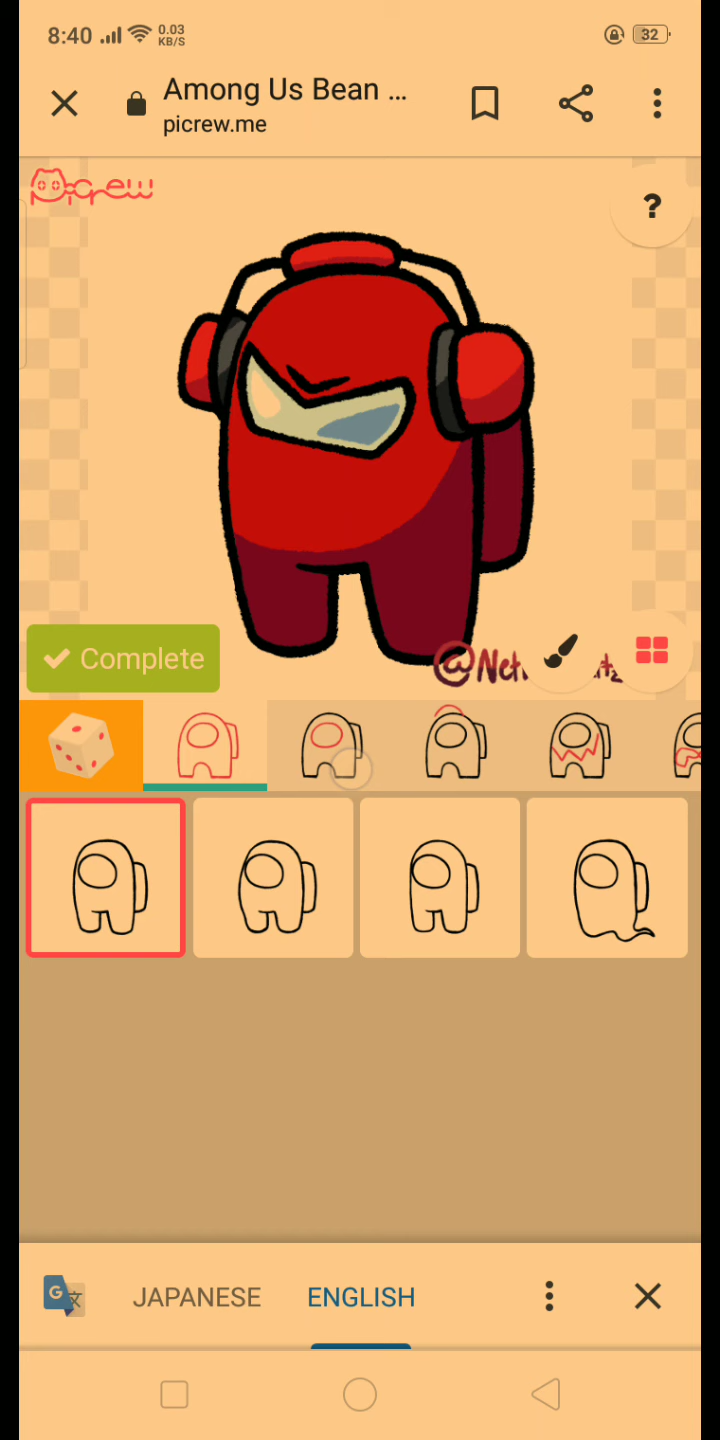 8:40 0.03 KB/S 32
Among Us Bean ...
picrew.me
Picrew
?
Complete
JAPANESE ENGLISH